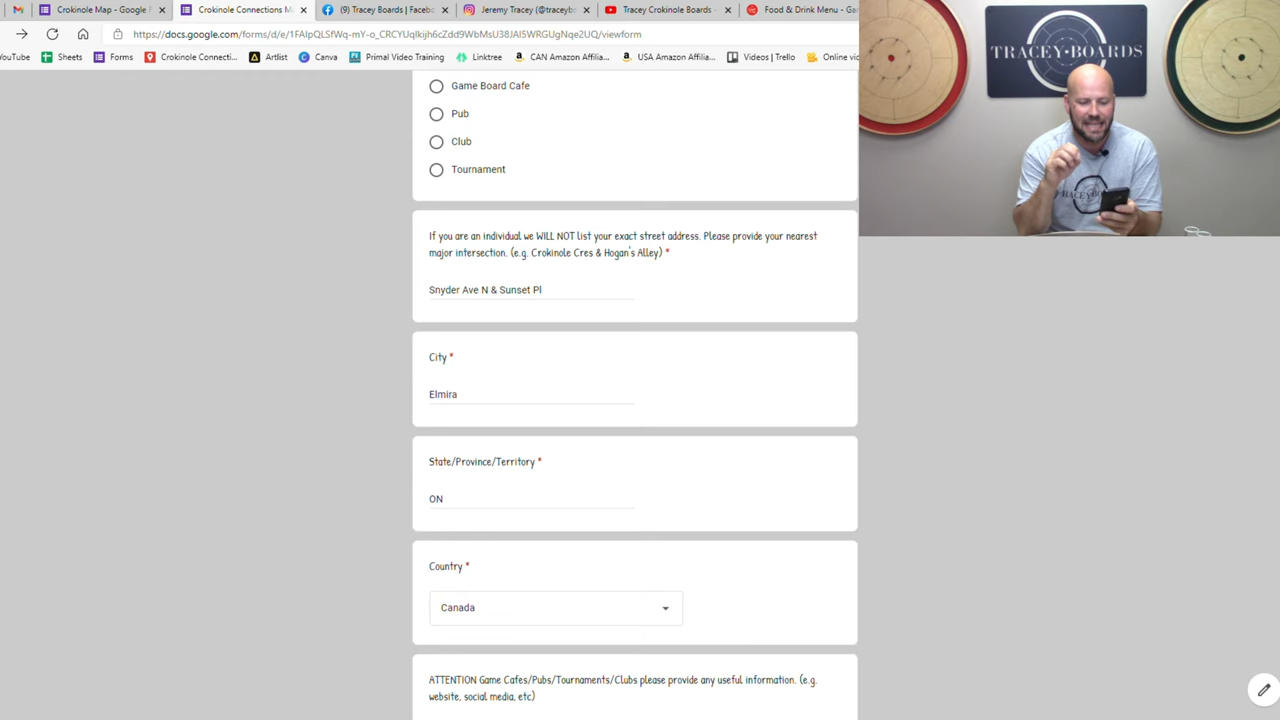 Crokinole Map - Google F
Crokinole Connections M
(9) Tracey Boards | Faceb
Jeremy Tracey (@traceybo
Tracey Crokinole Boards -
Food & Drink Menu - Ga
https://docs.google.com/forms/d/e/
/viewform
YouTube
Sheets
Forms
Crokinole Connecti...
Artlist
Canva
Primal Video Training
Linktree
CAN Amazon Affilia...
USA Amazon Affilia...
Videos | Trello
Online vid
TRACEY BOARDS
Game Board Cafe
Pub
Club
Tournament
If you are an individual we WILL NOT list your exact street address. Please provide your nearest
major intersection. (e.g. Crokinole Cres & Hogan's Alley) *
Snyder Ave N & Sunset Pl
City *
Elmira
State/Province/Territory *
ON
Country *
Canada
ATTENTION Game Cafes/Pubs/Tournaments/Clubs please provide any useful information. (e.g.
website, social media, etc)